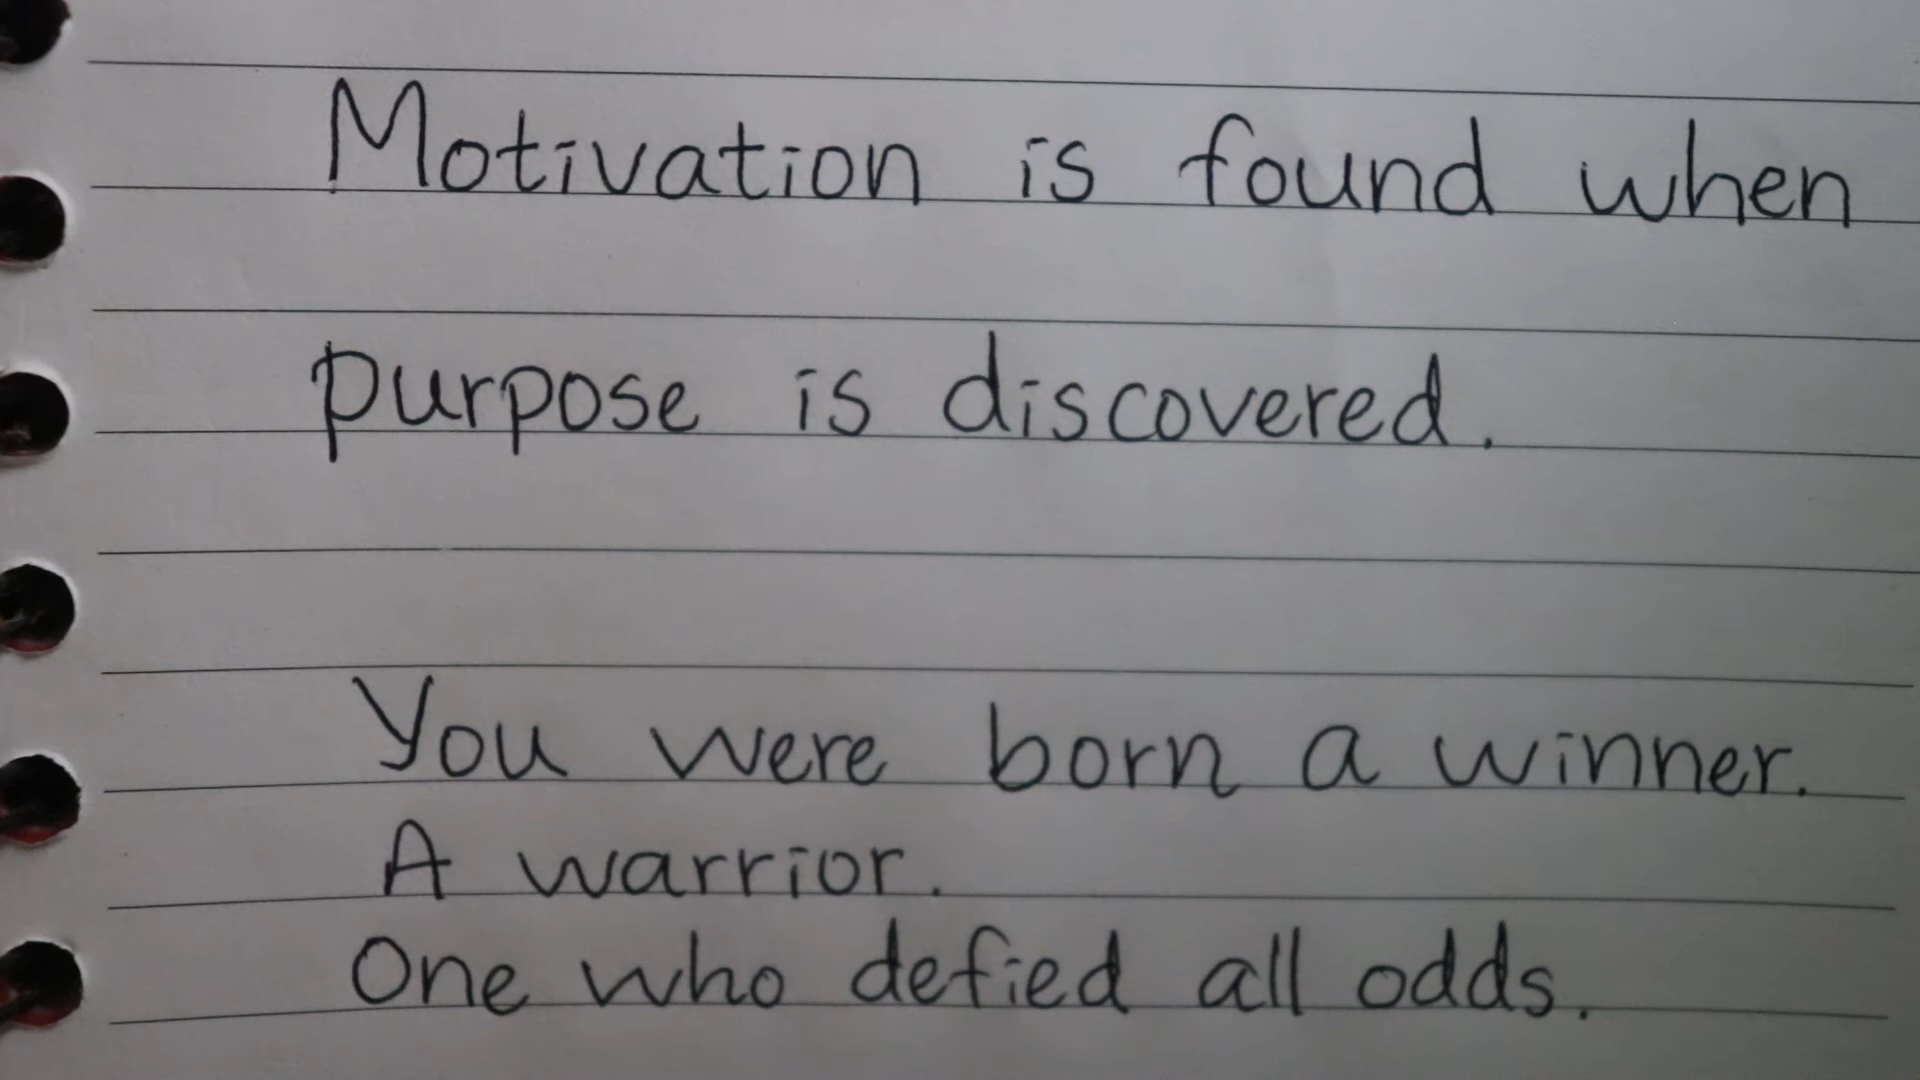 Motivation is found when
purpose is discovered.
You were born a winner.
A warrior.
One who defied all odds.